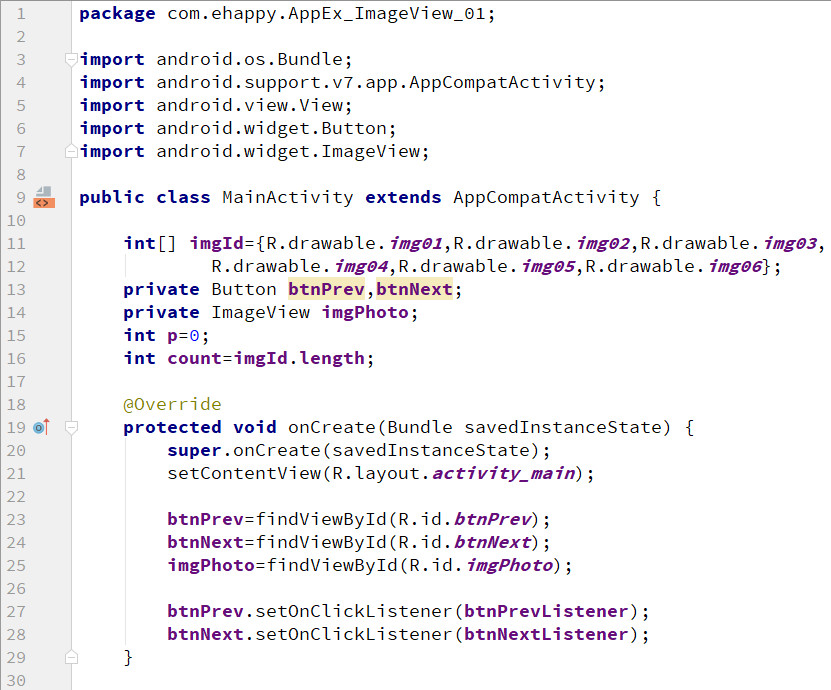 1 package com.ehappy.AppEx_ImageView_01;
2
3 import android.os.Bundle;
4 import android.support.v7.app.AppCompatActivity;
5 import android.view.View;
6 import android.widget.Button;
7 import android.widget.ImageView;
8
9 public class MainActivity extends AppCompatActivity {
10
11     int[] imgId={R.drawable.img01,R.drawable.img02,R.drawable.img03,
12             R.drawable.img04,R.drawable.img05,R.drawable.img06};
13     private Button btnPrev,btnNext;
14     private ImageView imgPhoto;
15     int p=0;
16     int count=imgId.length;
17
18     @Override
19     protected void onCreate(Bundle savedInstanceState) {
20         super.onCreate(savedInstanceState);
21         setContentView(R.layout.activity_main);
22
23         btnPrev=findViewById(R.id.btnPrev);
24         btnNext=findViewById(R.id.btnNext);
25         imgPhoto=findViewById(R.id.imgPhoto);
26
27         btnPrev.setOnClickListener(btnPrevListener);
28         btnNext.setOnClickListener(btnNextListener);
29     }
30